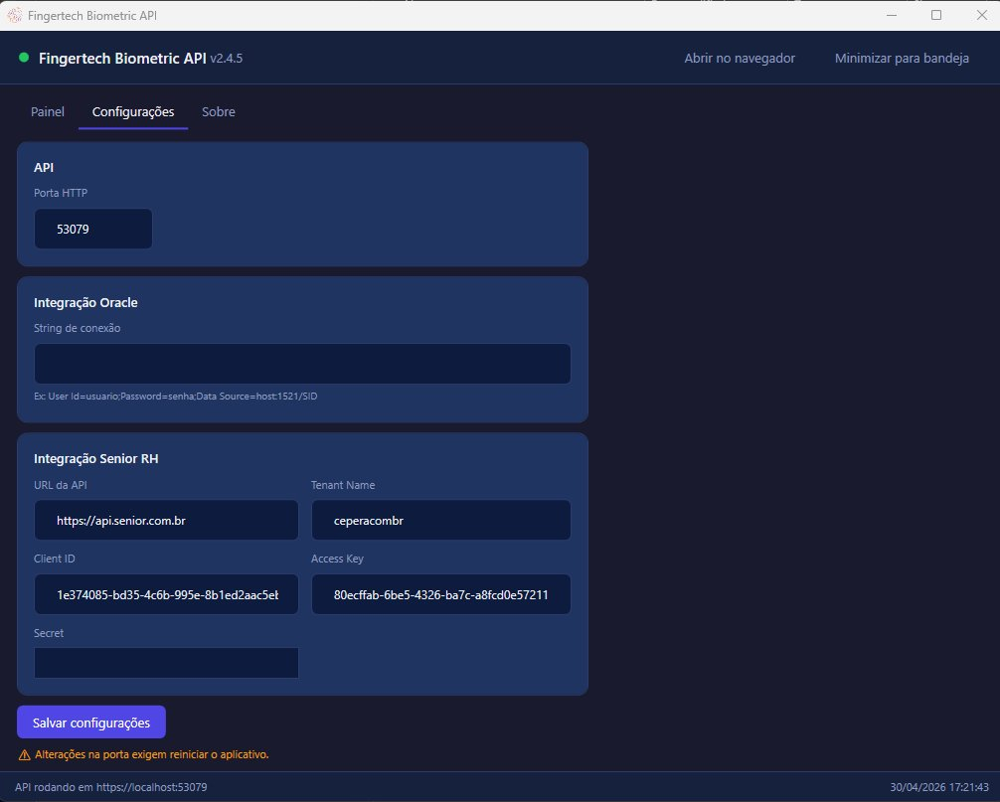 Fingertech Biometric API
Fingertech Biometric API v2.4.5
Abrir no navegador
Minimizar para bandeja
Painel
Configurações
Sobre
API
Porta HTTP
53079
Integração Oracle
String de conexão
Ex: User Id=usuario;Password=senha;Data Source=host:1521/SID
Integração Senior RH
URL da API
Tenant Name
https://api.senior.com.br
ceperacombr
Client ID
Access Key
1e374085-bd35-4c6b-995e-8b1ed2aac5eb
80ecffab-6be5-4326-ba7c-a8fcd0e57211
Secret
Salvar configurações
⚠ Alterações na porta exigem reiniciar o aplicativo.
API rodando em https://localhost:53079
30/04/2026 17:21:43